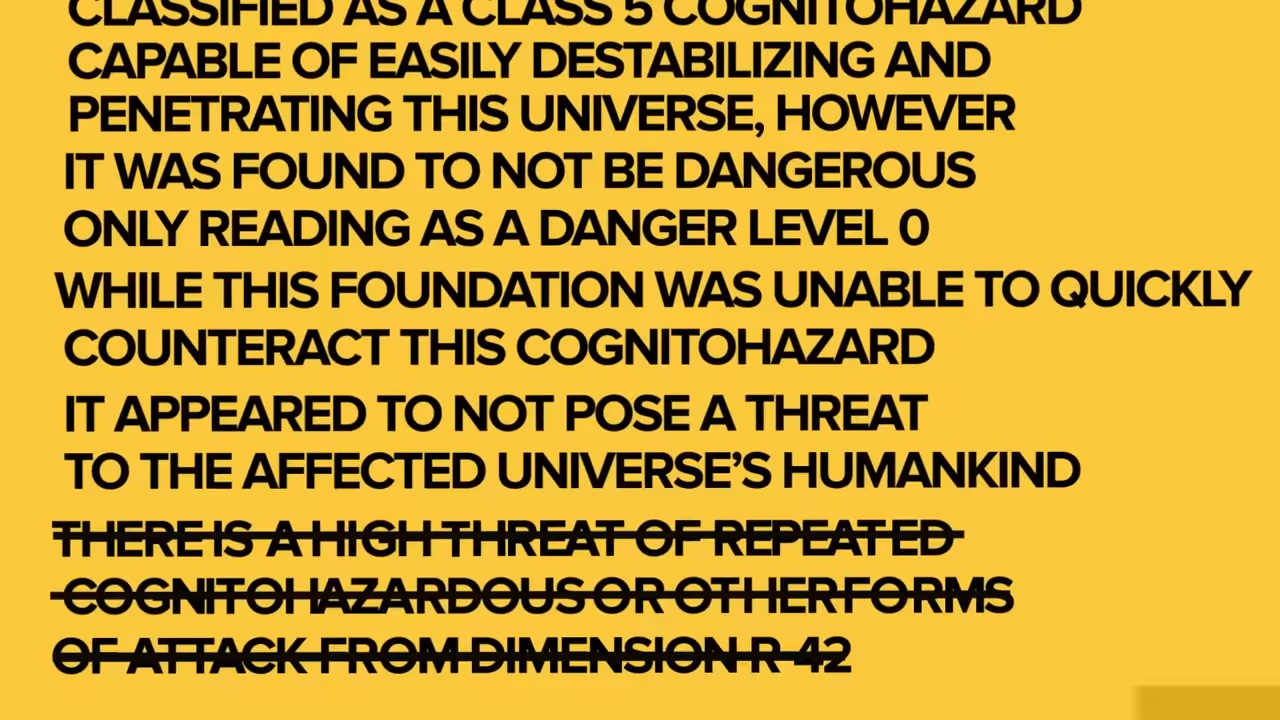 CLASSIFIED AS A CLASS 5 COGNITOHAZARD
CAPABLE OF EASILY DESTABILIZING AND
PENETRATING THIS UNIVERSE, HOWEVER
IT WAS FOUND TO NOT BE DANGEROUS
ONLY READING AS A DANGER LEVEL 0
WHILE THIS FOUNDATION WAS UNABLE TO QUICKLY
COUNTERACT THIS COGNITOHAZARD
IT APPEARED TO NOT POSE A THREAT
TO THE AFFECTED UNIVERSE'S HUMANKIND
THERE IS A HIGH THREAT OF REPEATED
COGNITOHAZARDOUS OR OTHER FORMS
OF ATTACK FROM DIMENSION R-42